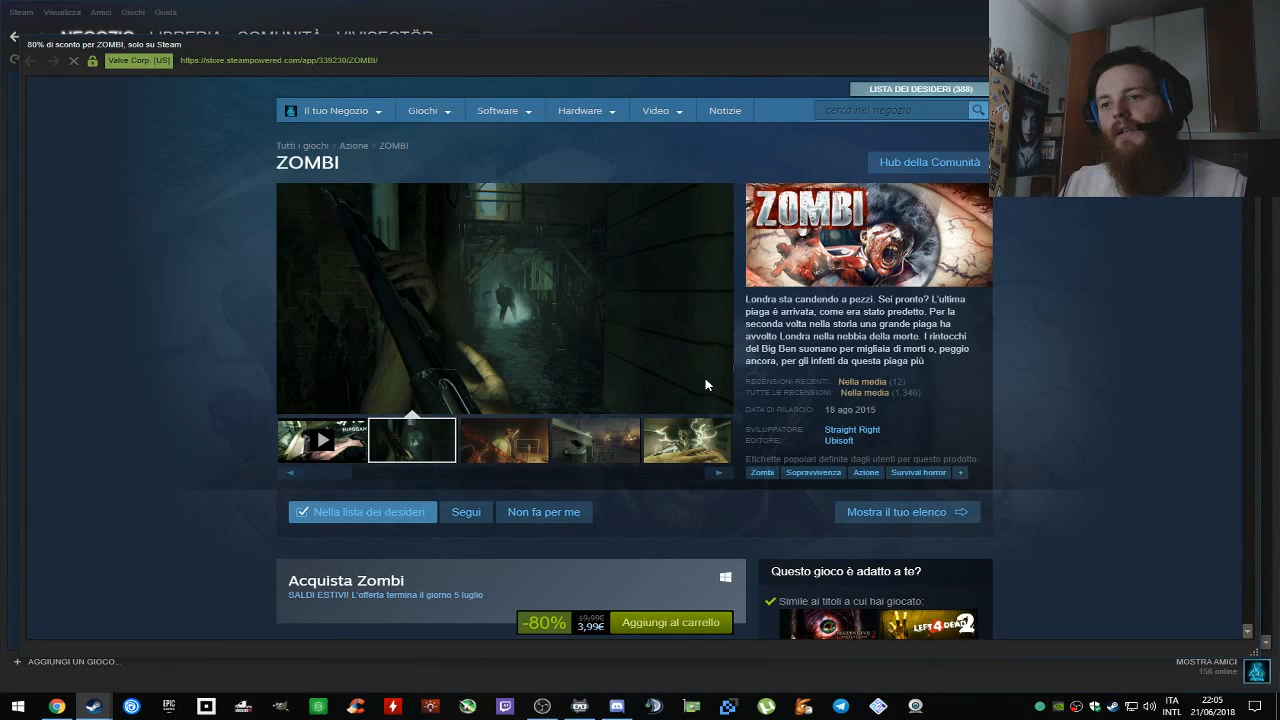 Steam Visualizza Amici Giochi Guida
NEGOZIO LIBRERIA COMUNITÀ VIVISECTÖR
80% di sconto per ZOMBI, solo su Steam
Valve Corp. [US] https://store.steampowered.com/app/339230/ZOMBI/
LISTA DEI DESIDERI (388)
Il tuo Negozio Giochi Software Hardware Video Notizie cerca nel negozio
Tutti i giochi > Azione > ZOMBI
ZOMBI
Hub della Comunità
ZOMBI
Londra sta candendo a pezzi. Sei pronto? L'ultima
piaga è arrivata, come era stato predetto. Per la
seconda volta nella storia una grande piaga ha
avvolto Londra nella nebbia della morte. I rintocchi
del Big Ben suonano per migliaia di morti o, peggio
ancora, per gli infetti da questa piaga più
RECENSIONI RECENTI: Nella media (12)
TUTTE LE RECENSIONI: Nella media (1,346)
DATA DI RILASCIO: 18 ago 2015
SVILUPPATORE: Straight Right
EDITORE: Ubisoft
Etichette popolari definite dagli utenti per questo prodotto:
Zombi Sopravvivenza Azione Survival horror +
Nella lista dei desideri Segui Non fa per me Mostra il tuo elenco
Acquista Zombi
SALDI ESTIVI! L'offerta termina il giorno 5 luglio
-80% 19,99€ 3,99€ Aggiungi al carrello
Questo gioco è adatto a te?
Simile ai titoli a cui hai giocato:
LEFT 4 DEAD 2
+ AGGIUNGI UN GIOCO...
MOSTRA AMICI
156 online
EPIC GAMES
ITA
INTL
22:05
21/06/2018